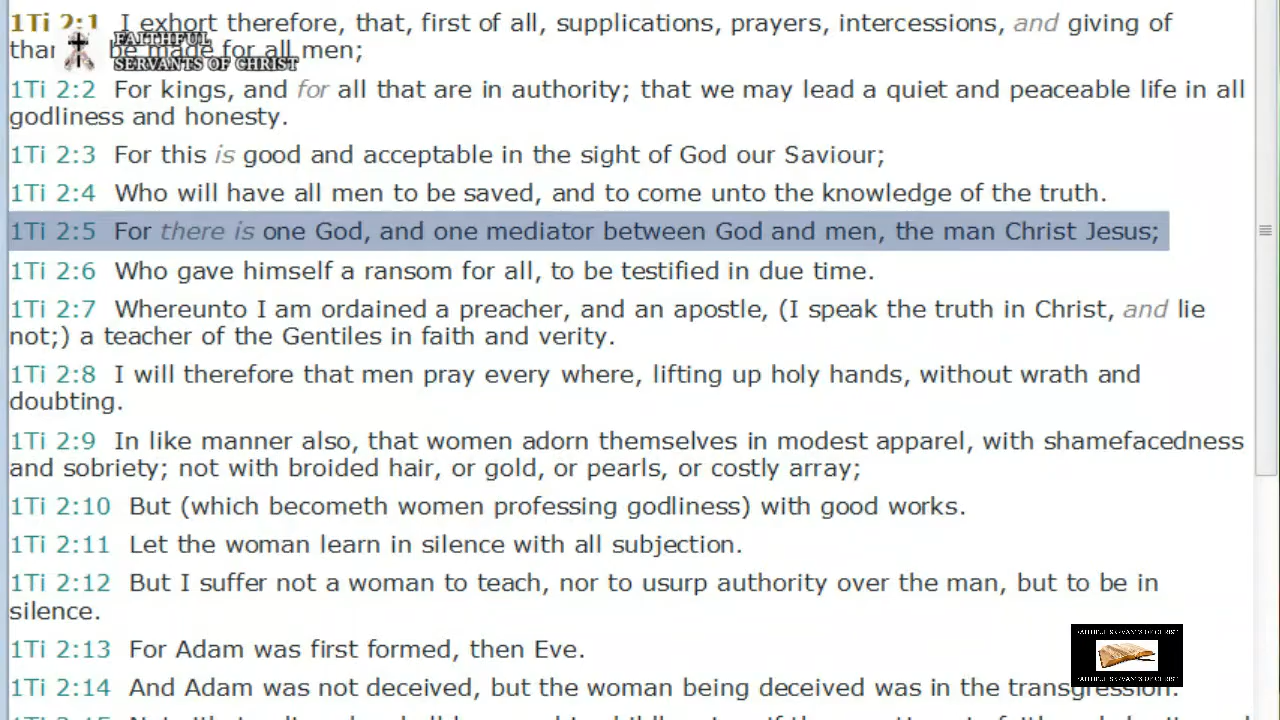 1Ti 2:1 I exhort therefore, that, first of all, supplications, prayers, intercessions, and giving of
than be made for all men;
FAITHFUL
SERVANTS OF CHRIST
1Ti 2:2 For kings, and for all that are in authority; that we may lead a quiet and peaceable life in all
godliness and honesty.
1Ti 2:3 For this is good and acceptable in the sight of God our Saviour;
1Ti 2:4 Who will have all men to be saved, and to come unto the knowledge of the truth.
1Ti 2:5 For there is one God, and one mediator between God and men, the man Christ Jesus;
1Ti 2:6 Who gave himself a ransom for all, to be testified in due time.
1Ti 2:7 Whereunto I am ordained a preacher, and an apostle, (I speak the truth in Christ, and lie
not;) a teacher of the Gentiles in faith and verity.
1Ti 2:8 I will therefore that men pray every where, lifting up holy hands, without wrath and
doubting.
1Ti 2:9 In like manner also, that women adorn themselves in modest apparel, with shamefacedness
and sobriety; not with broided hair, or gold, or pearls, or costly array;
1Ti 2:10 But (which becometh women professing godliness) with good works.
1Ti 2:11 Let the woman learn in silence with all subjection.
1Ti 2:12 But I suffer not a woman to teach, nor to usurp authority over the man, but to be in
silence.
1Ti 2:13 For Adam was first formed, then Eve.
FAITHFUL SERVANTS OF CHRIST
FAITHFUL SERVANTS OF CHRIST
1Ti 2:14 And Adam was not deceived, but the woman being deceived was in the transgression.